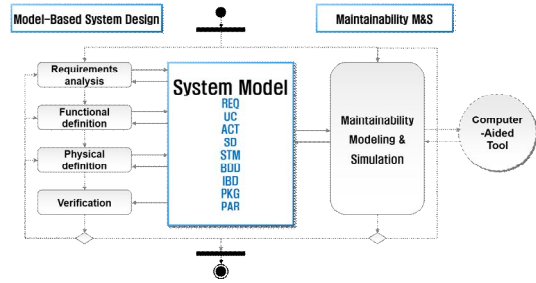 Model-Based System Design
Maintainability M&S
Requirements
analysis
Functional
definition
Physical
definition
Verification
System Model
REQ
UC
ACT
SD
STM
BDD
IBD
PKG
PAR
Maintainability
Modeling &
Simulation
Computer
-Aided
Tool